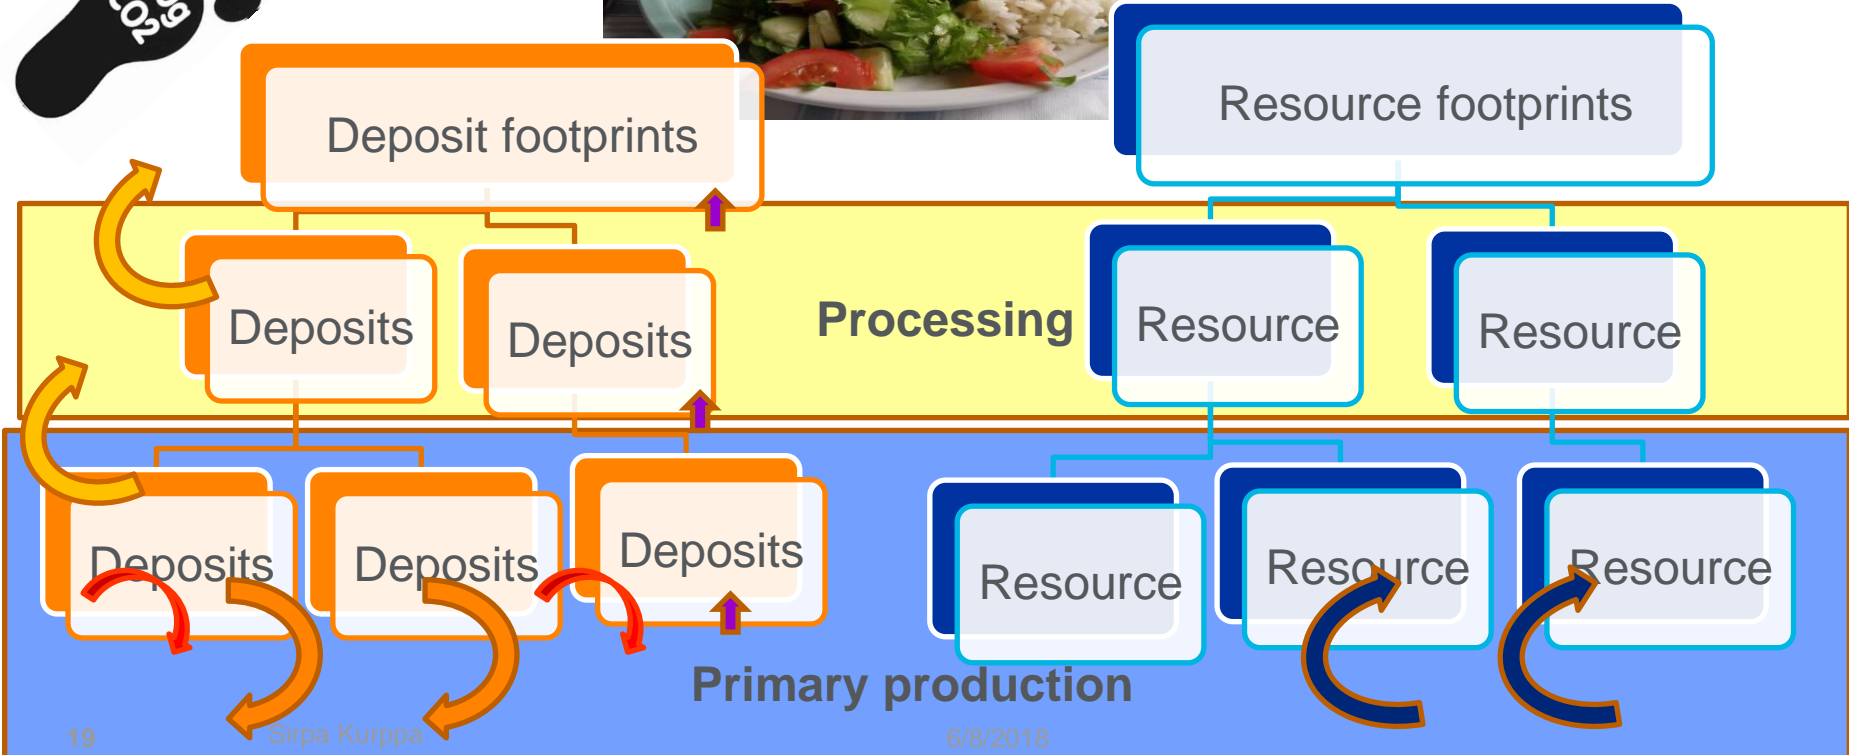 CO2
Deposit footprints
Resource footprints
Deposits
Deposits
Processing
Resource
Resource
Deposits
Deposits
Deposits
Resource
Resource
Resource
Primary production
19
Sirpa Kurppa
6/8/2018